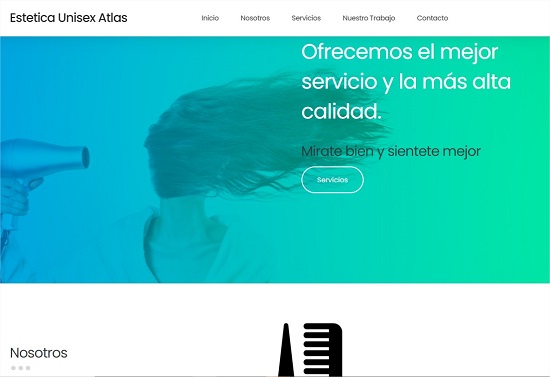 Estetica Unisex Atlas
Inicio Nosotros Servicios Nuestro Trabajo Contacto
Ofrecemos el mejor
servicio y la más alta
calidad.
Mirate bien y sientete mejor
Servicios
Nosotros